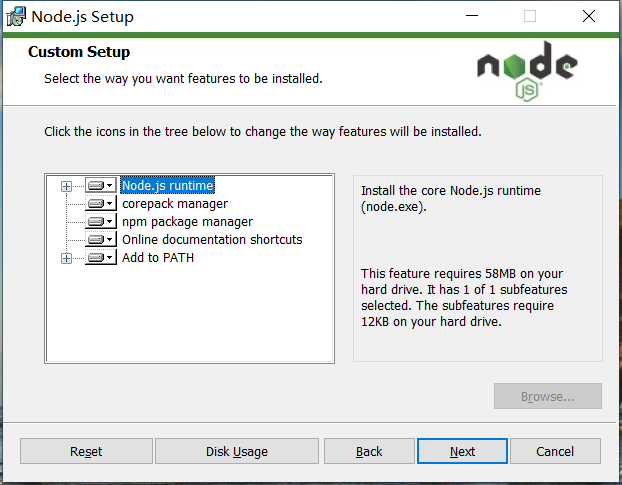 Node.js Setup
Custom Setup
Select the way you want features to be installed.
node
JS
Click the icons in the tree below to change the way features will be installed.
Node.js runtime
corepack manager
npm package manager
Online documentation shortcuts
Add to PATH
Install the core Node.js runtime
(node.exe).
This feature requires 58MB on your
hard drive. It has 1 of 1 subfeatures
selected. The subfeatures require
12KB on your hard drive.
Browse...
Reset
Disk Usage
Back
Next
Cancel